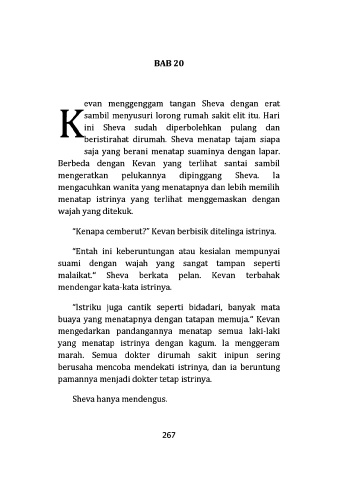 BAB 20
Kevan menggenggam tangan Sheva dengan erat
sambil menyusuri lorong rumah sakit elit itu. Hari
ini Sheva sudah diperbolehkan pulang dan
beristirahat dirumah. Sheva menatap tajam siapa
saja yang berani menatap suaminya dengan lapar.
Berbeda dengan Kevan yang terlihat santai sambil
mengeratkan pelukannya dipinggang Sheva. Ia
mengacuhkan wanita yang menatapnya dan lebih memilih
menatap istrinya yang terlihat menggemaskan dengan
wajah yang ditekuk.
"Kenapa cemberut?" Kevan berbisik ditelinga istrinya.
"Entah ini keberuntungan atau kesialan mempunyai
suami dengan wajah yang sangat tampan seperti
malaikat." Sheva berkata pelan. Kevan terbahak
mendengar kata-kata istrinya.
"Istriku juga cantik seperti bidadari, banyak mata
buaya yang menatapnya dengan tatapan memuja." Kevan
mengedarkan pandangannya menatap semua laki-laki
yang menatap istrinya dengan kagum. Ia menggeram
marah. Semua dokter dirumah sakit inipun sering
berusaha mencoba mendekati istrinya, dan ia beruntung
pamannya menjadi dokter tetap istrinya.
Sheva hanya mendengus.
267